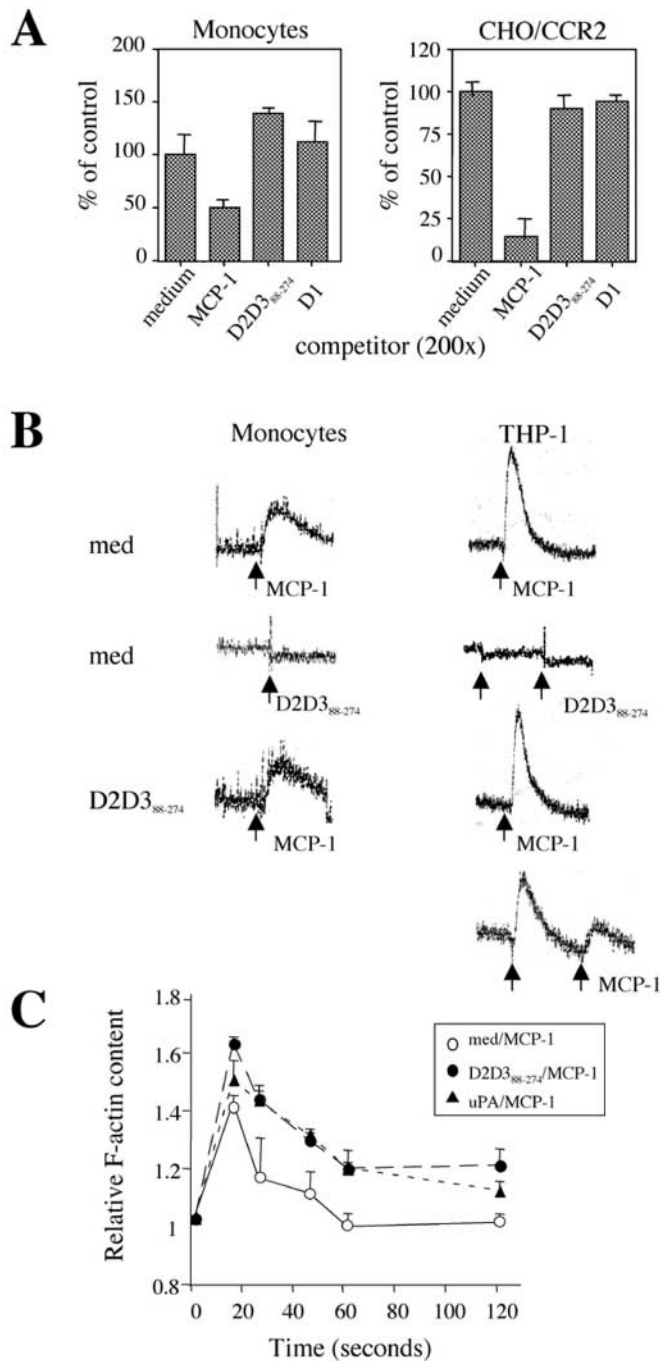 A
Monocytes
CHO/CCR2
% of control
200
150
100
50
0
medium
MCP-1
D2D3₈₈₋₂₇₄
D1
% of control
120
100
75
50
25
0
medium
MCP-1
D2D3₈₈₋₂₇₄
D1
competitor (200x)
B
Monocytes
THP-1
med
MCP-1
MCP-1
med
D2D3₈₈₋₂₇₄
D2D3₈₈₋₂₇₄
D2D3₈₈₋₂₇₄
MCP-1
MCP-1
MCP-1
C
Relative F-actin content
1.8
1.6
1.4
1.2
1
0.8
med/MCP-1
D2D3₈₈₋₂₇₄/MCP-1
uPA/MCP-1
0 20 40 60 80 100 120
Time (seconds)